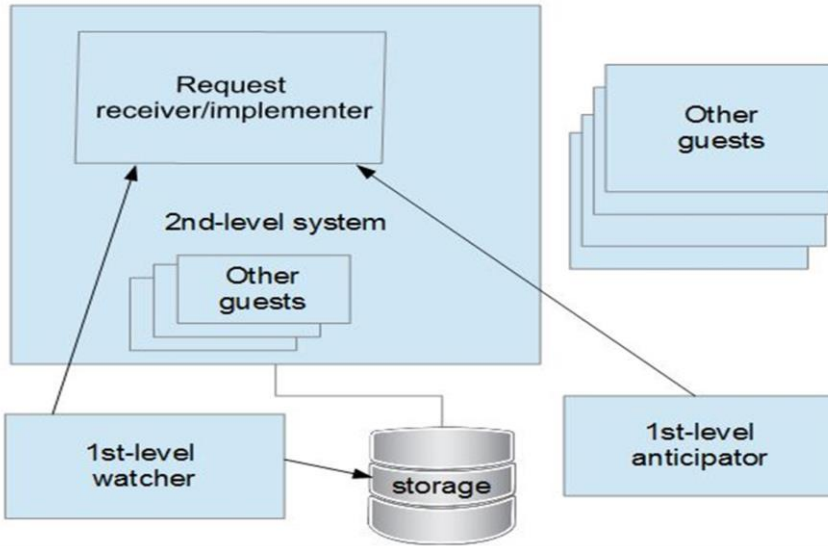 Request
receiver/implementer
Other
guests
2nd-level system
Other
guests
1st-level
watcher
storage
1st-level
anticipator